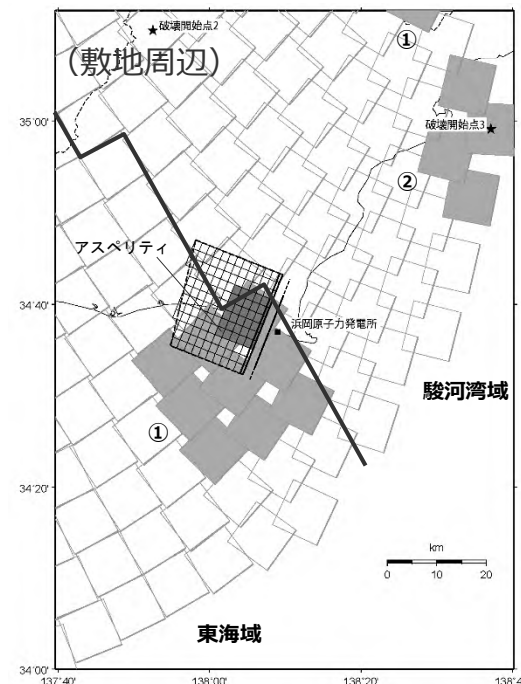 破壊開始点2
①
(敷地周辺)
35°00'
破壊開始点3
②
アスペリティ
34°40'
浜岡原子力発電所
駿河湾域
①
34°20'
km
0 10 20
東海域
34°00'
137°40' 138°00' 138°20' 138°4